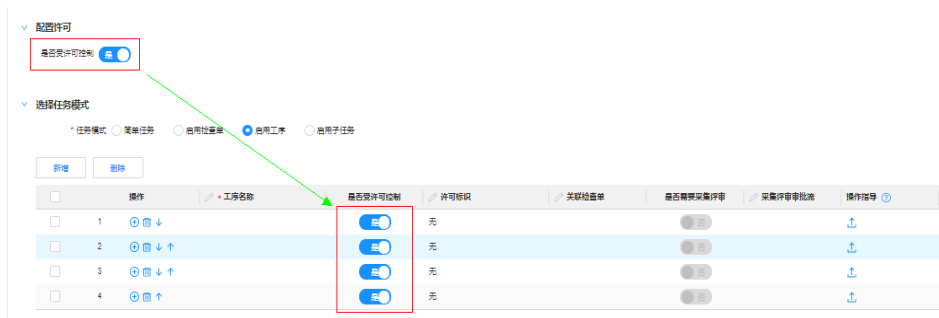 配置许可
是否受许可控制 是
选择任务模式
* 任务模式 简单任务 启用检查单 启用工序 启用子任务
新增 删除
操作 * 工序名称 是否受许可控制 许可标识 关联检查单 是否需要采集评审 采集评审审批流 操作指导 ?
1 是 无 否
2 是 无 否
3 是 无 否
4 是 无 否